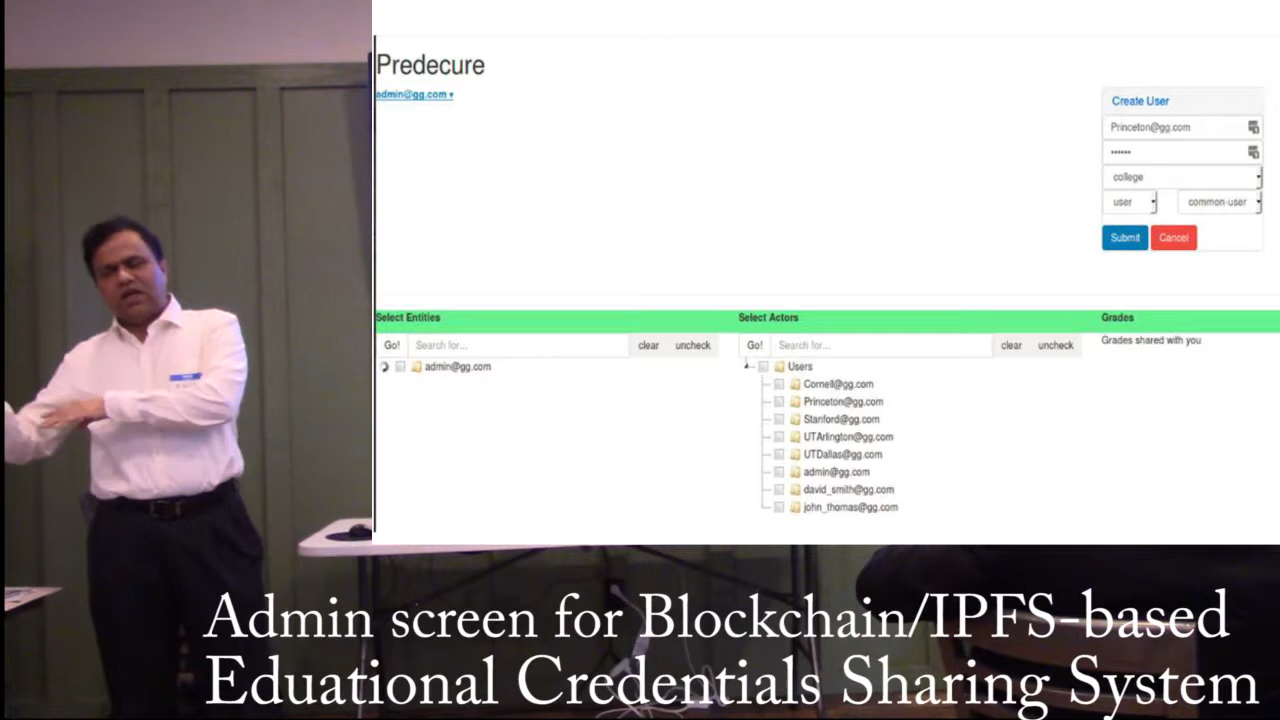 Predecure
admin@gg.com ▾
Create User
Princeton@gg.com
••••••
college
user common-user
Submit Cancel
Select Entities Select Actors Grades
Go! Search for... clear uncheck Go! Search for... clear uncheck Grades shared with you
admin@gg.com Users
Cornell@gg.com
Princeton@gg.com
Stanford@gg.com
UTArlington@gg.com
UTDallas@gg.com
admin@gg.com
david_smith@gg.com
john_thomas@gg.com
Admin screen for Blockchain/IPFS-based
Eduational Credentials Sharing System